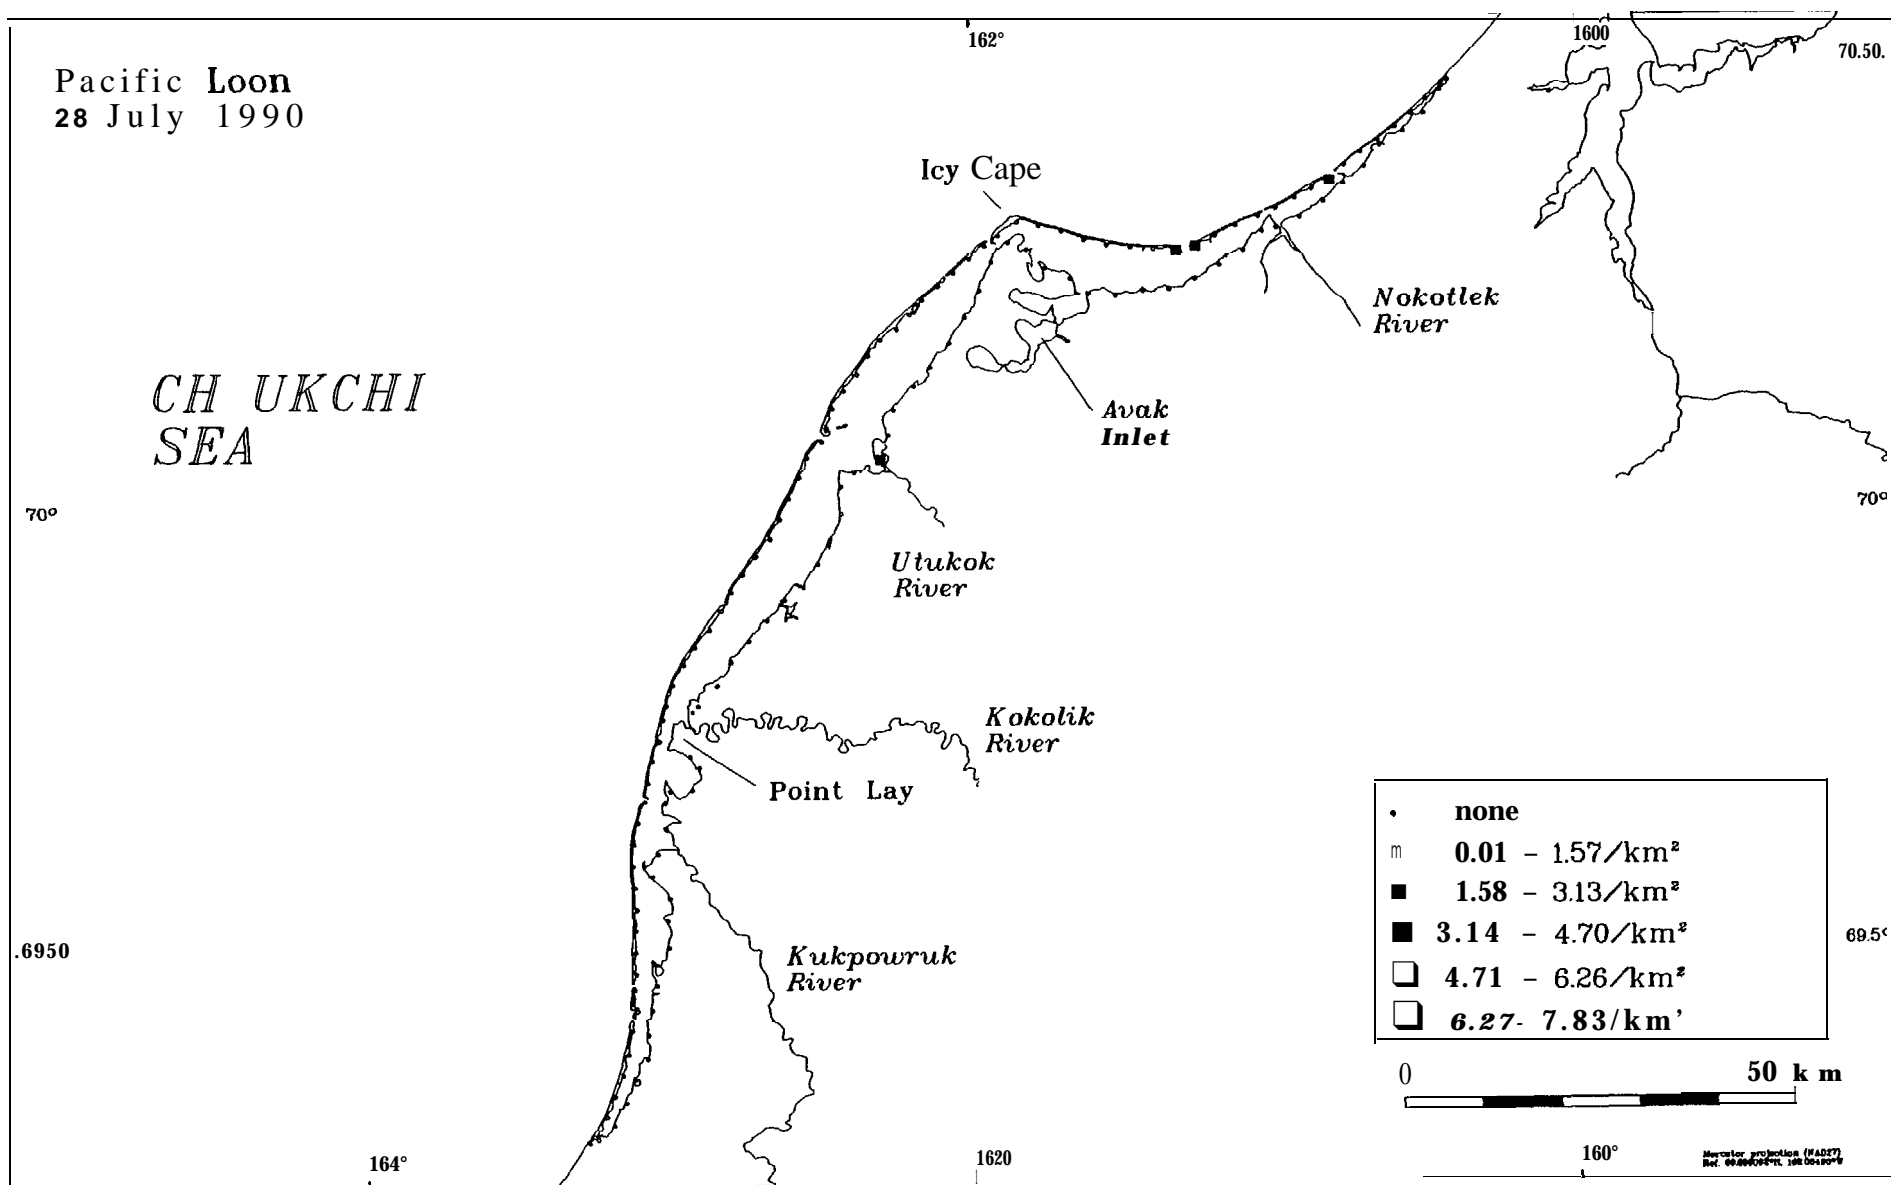 162°
1600
70.50.
Pacific Loon
28 July 1990
Icy Cape
Nokotlek
River
CH UKCHI
SEA
Avak
Inlet
70°
70°
Utukok
River
Kokolik
River
Point Lay
none
m 0.01 - 1.57/km²
1.58 - 3.13/km²
3.14 - 4.70/km²
4.71 - 6.26/km²
6.27- 7.83/km'
.6950
69.5°
Kukpowruk
River
0 50 km
164°
1620
160°
Mercator projection (NAD27)